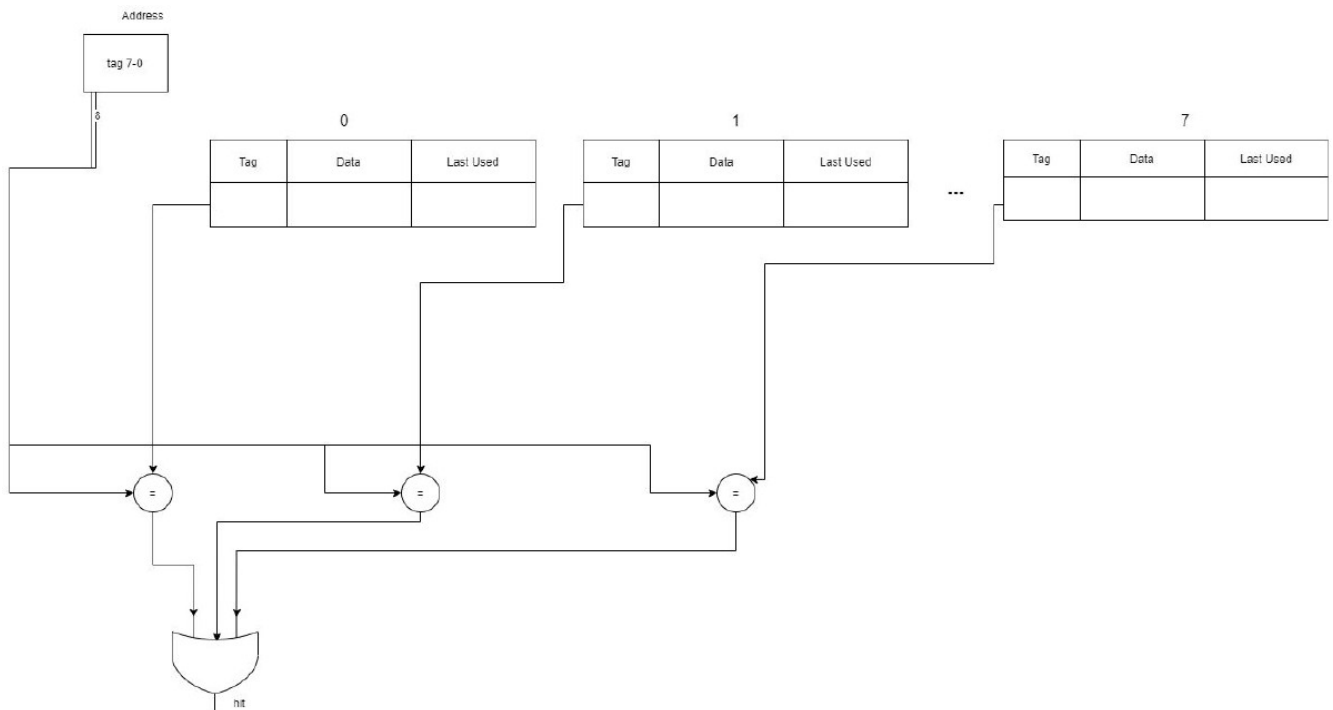 Address
tag 7-0
8
0
1
7
Tag Data Last Used
Tag Data Last Used
Tag Data Last Used
...
=
=
=
hit